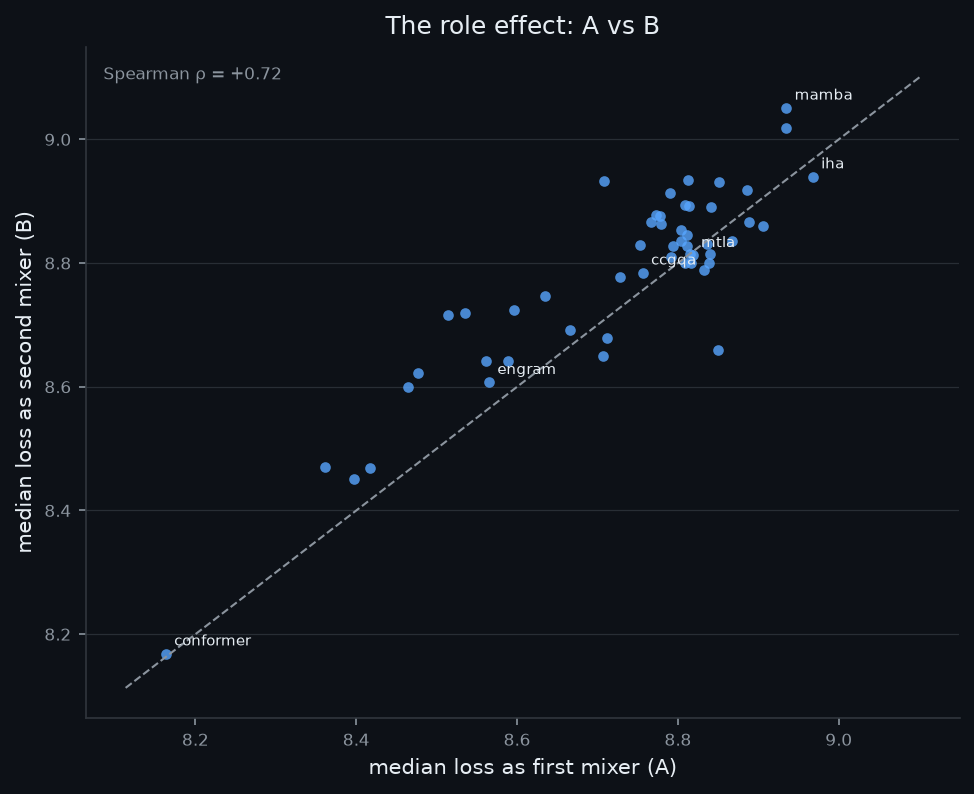 The role effect: A vs B
Spearman ρ = +0.72
mamba
iha
mtla
ccgqa
engram
conformer
median loss as second mixer (B)
9.0
8.8
8.6
8.4
8.2
8.2 8.4 8.6 8.8 9.0
median loss as first mixer (A)